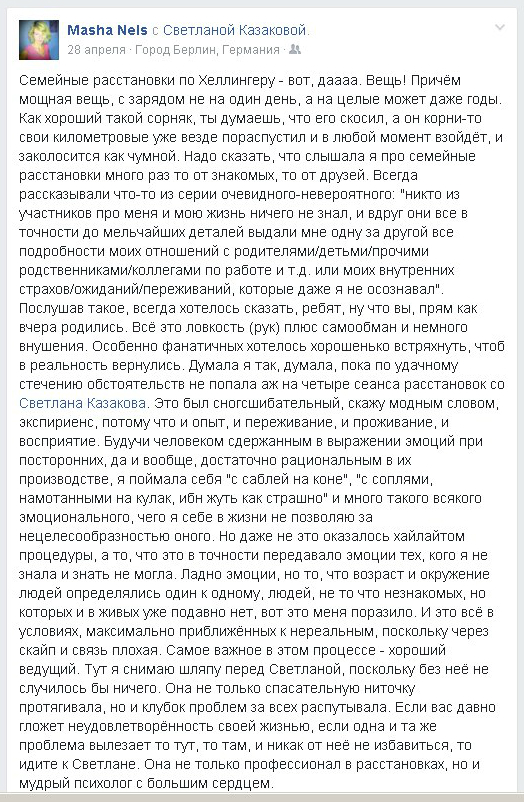 Masha Nels с Светланой Казаковой.
28 апреля · Город Берлин, Германия ·
Семейные расстановки по Хеллингеру - вот, даааа. Вещь! Причём
мощная вещь, с зарядом не на один день, а на целые может даже годы.
Как хороший такой сорняк, ты думаешь, что его скосил, а он корни-то
свои километровые уже везде пораспустил и в любой момент взойдёт, и
заколосится как чумной. Надо сказать, что слышала я про семейные
расстановки много раз то от знакомых, то от друзей. Всегда
рассказывали что-то из серии очевидного-невероятного: "никто из
участников про меня и мою жизнь ничего не знал, и вдруг они все в
точности до мельчайших деталей выдали мне одну за другой все
подробности моих отношений с родителями/детьми/прочими
родственниками/коллегами по работе и т.д. или моих внутренних
страхов/ожиданий/переживаний, которые даже я не осознавал".
Послушав такое, всегда хотелось сказать, ребят, ну что вы, прям как
вчера родились. Всё это ловкость (рук) плюс самообман и немного
внушения. Особенно фанатичных хотелось хорошенько встряхнуть, чтоб
в реальность вернулись. Думала я так, думала, пока по удачному
стечению обстоятельств не попала аж на четыре сеанса расстановок со
Светлана Казакова. Это был сногсшибательный, скажу модным словом,
экспириенс, потому что и опыт, и переживание, и проживание, и
восприятие. Будучи человеком сдержанным в выражении эмоций при
посторонних, да и вообще, достаточно рациональным в их
производстве, я поймала себя "с саблей на коне", "с соплями,
намотанными на кулак, ибн жуть как страшно" и много такого всякого
эмоционального, чего я себе в жизни не позволяю за
нецелесообразностью оного. Но даже не это оказалось хайлайтом
процедуры, а то, что это в точности передавало эмоции тех, кого я не
знала и знать не могла. Ладно эмоции, но то, что возраст и окружение
людей определялись один к одному, людей, не то что незнакомых, но
которых и в живых уже подавно нет, вот это меня поразило. И это всё в
условиях, максимально приближённых к нереальным, поскольку через
скайп и связь плохая. Самое важное в этом процессе - хороший
ведущий. Тут я снимаю шляпу перед Светланой, поскольку без неё не
случилось бы ничего. Она не только спасательную ниточку
протягивала, но и клубок проблем за всех распутывала. Если вас давно
гложет неудовлетворённость своей жизнью, если одна и та же
проблема вылезает то тут, то там, и никак от неё не избавиться, то
идите к Светлане. Она не только профессионал в расстановках, но и
мудрый психолог с большим сердцем.